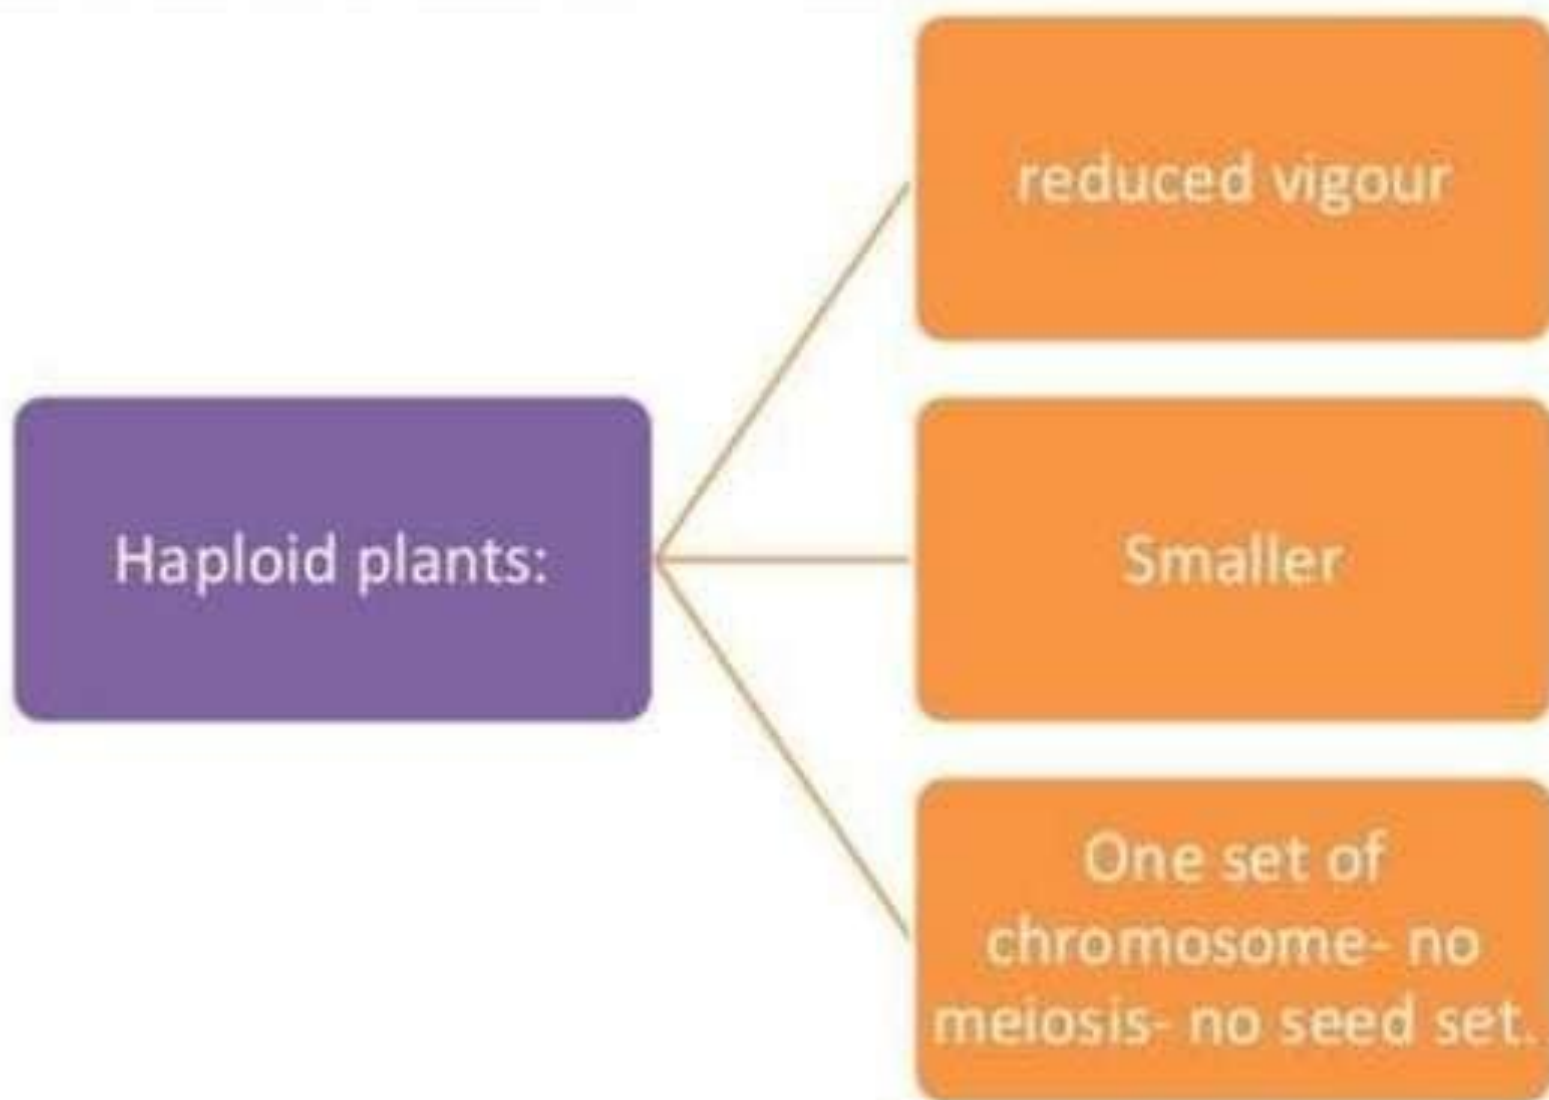 Haploid plants:
reduced vigour
Smaller
One set of
chromosome- no
meiosis- no seed set.